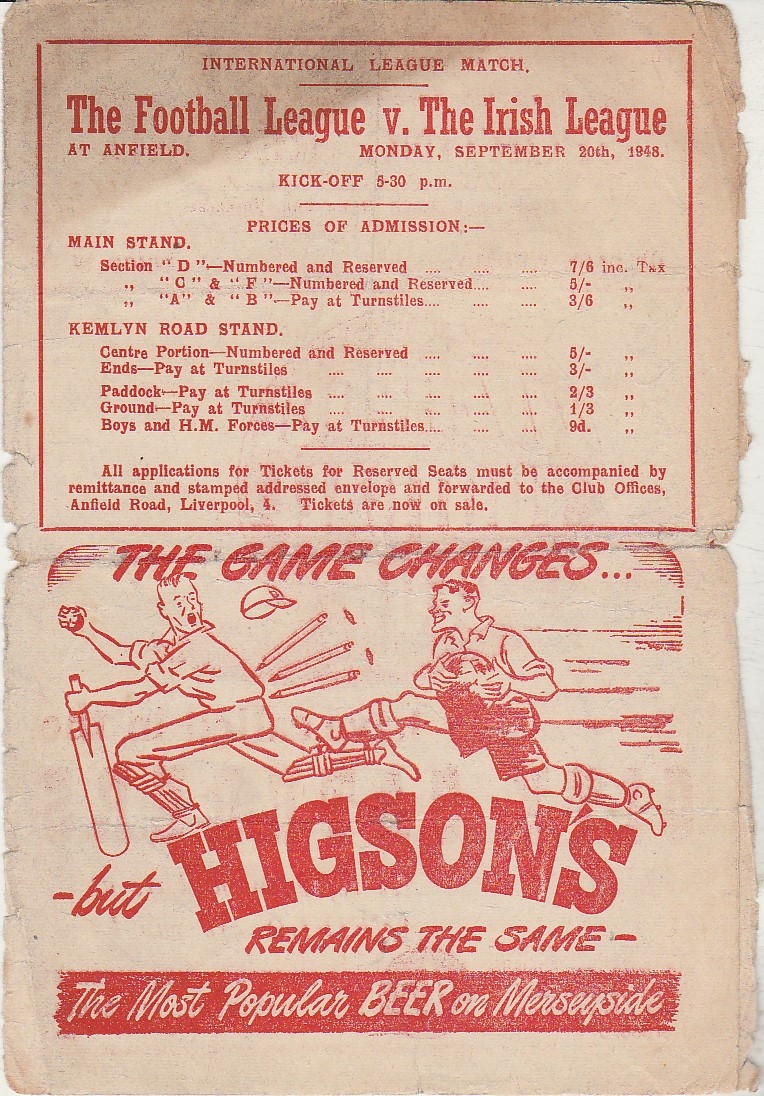 INTERNATIONAL LEAGUE MATCH.
The Football League v. The Irish League
AT ANFIELD. MONDAY, SEPTEMBER 20th, 1948.
KICK-OFF 5-30 p.m.
PRICES OF ADMISSION:—
MAIN STAND.
Section "D"—Numbered and Reserved .... .... .... 7/6 inc. Tax
,, "C" & "F"—Numbered and Reserved.... .... .... 5/- ,,
,, "A" & "B"—Pay at Turnstiles.... .... .... 3/6 ,,
KEMLYN ROAD STAND.
Centre Portion—Numbered and Reserved .... .... .... 5/- ,,
Ends—Pay at Turnstiles .... .... .... .... 3/- ,,
Paddock—Pay at Turnstiles .... .... .... .... 2/3 ,,
Ground—Pay at Turnstiles .... .... .... .... 1/3 ,,
Boys and H.M. Forces—Pay at Turnstiles.... .... .... 9d. ,,
All applications for Tickets for Reserved Seats must be accompanied by
remittance and stamped addressed envelope and forwarded to the Club Offices,
Anfield Road, Liverpool, 4. Tickets are now on sale.
THE GAME CHANGES...
-but HIGSON'S
REMAINS THE SAME -
The Most Popular BEER on Merseyside